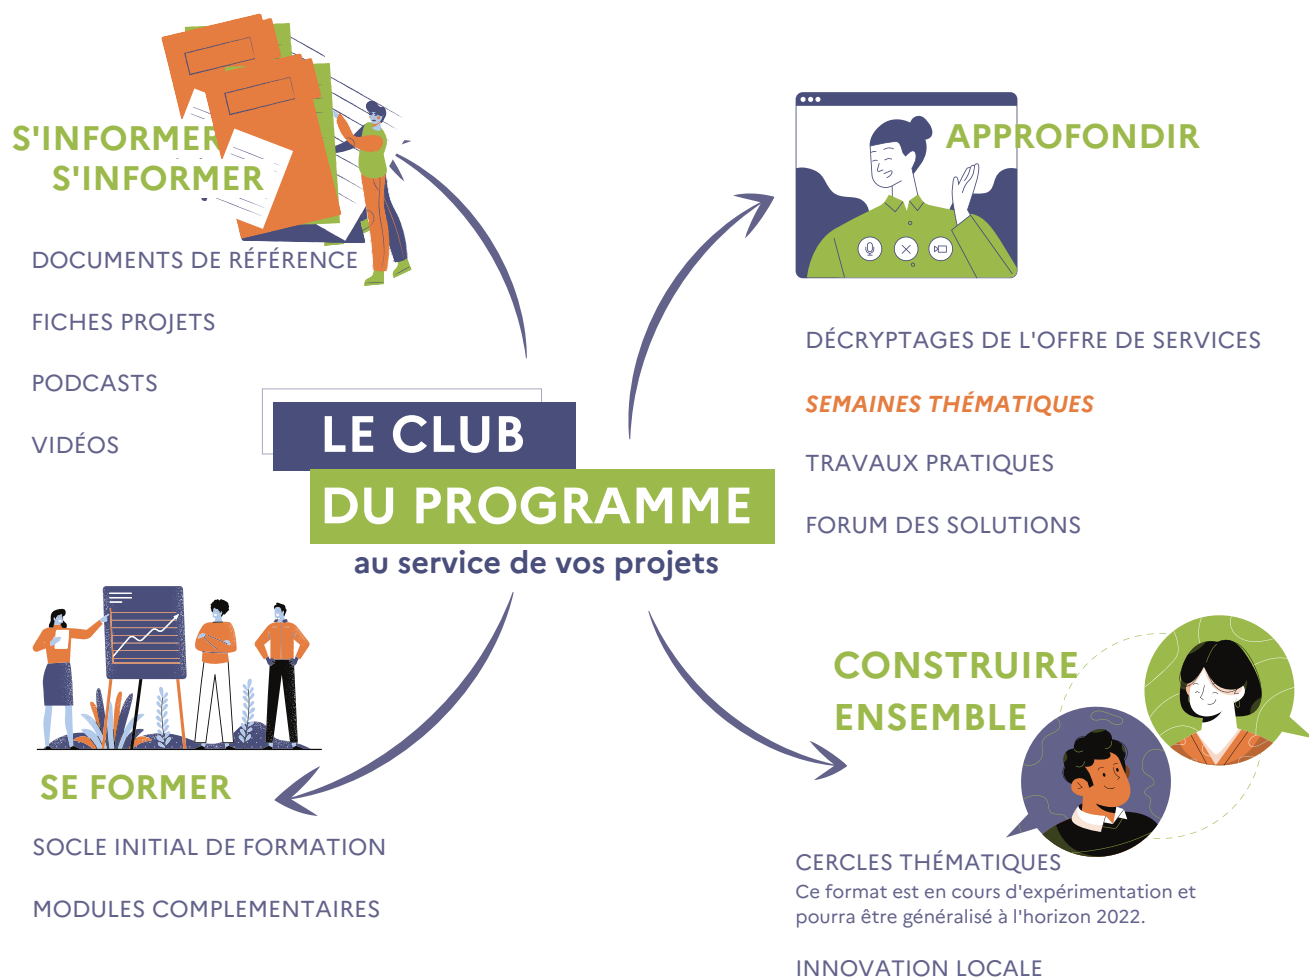 S'INFORMER
S'INFORMER
DOCUMENTS DE RÉFÉRENCE
FICHES PROJETS
PODCASTS
VIDÉOS
APPROFONDIR
DÉCRYPTAGES DE L'OFFRE DE SERVICES
SEMAINES THÉMATIQUES
TRAVAUX PRATIQUES
FORUM DES SOLUTIONS
LE CLUB
DU PROGRAMME
au service de vos projets
SE FORMER
SOCLE INITIAL DE FORMATION
MODULES COMPLEMENTAIRES
CONSTRUIRE
ENSEMBLE
CERCLES THÉMATIQUES
Ce format est en cours d'expérimentation et
pourra être généralisé à l'horizon 2022.
INNOVATION LOCALE